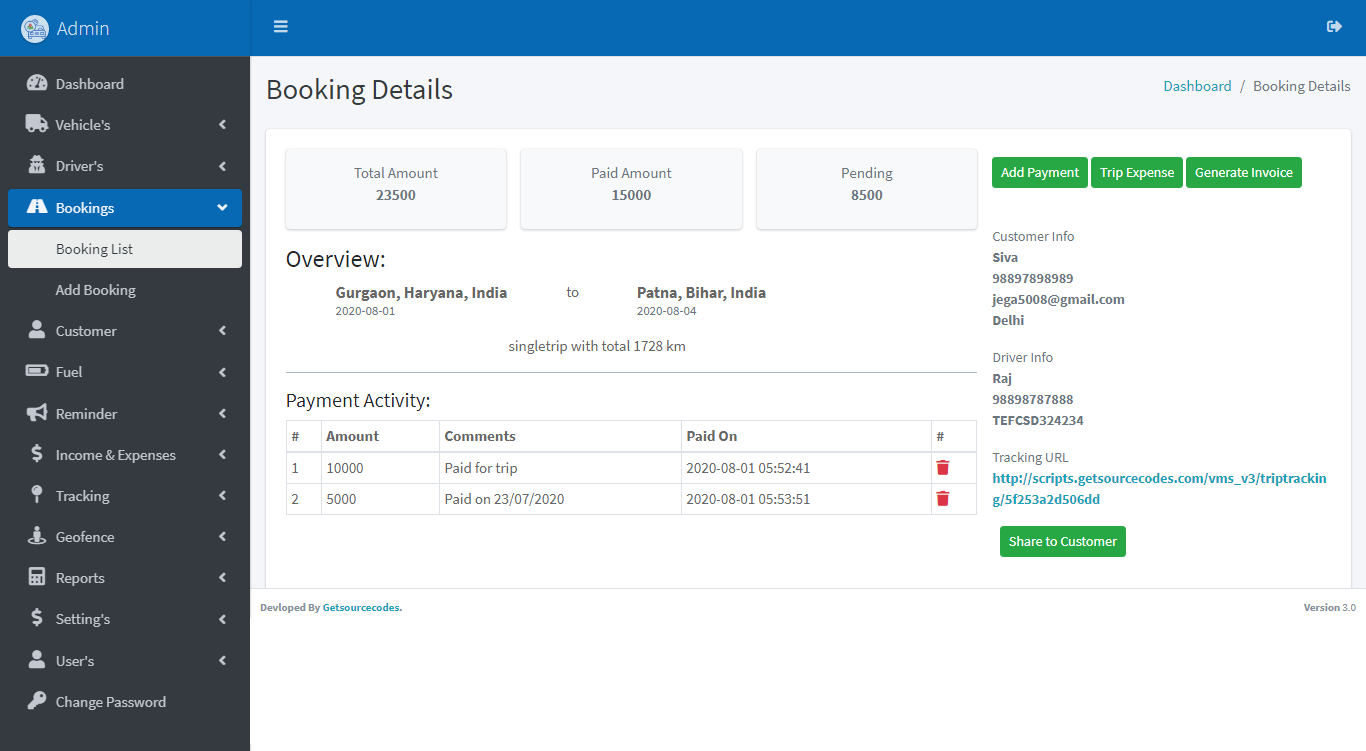 Admin
Dashboard
Vehicle's
Driver's
Bookings
Booking List
Add Booking
Customer
Fuel
Reminder
Income & Expenses
Tracking
Geofence
Reports
Setting's
User's
Change Password
Booking Details
Dashboard / Booking Details
Total Amount
23500
Paid Amount
15000
Pending
8500
Add Payment Trip Expense Generate Invoice
Overview:
Gurgaon, Haryana, India to Patna, Bihar, India
2020-08-01 2020-08-04
singletrip with total 1728 km
Payment Activity:
# Amount Comments Paid On #
1 10000 Paid for trip 2020-08-01 05:52:41
2 5000 Paid on 23/07/2020 2020-08-01 05:53:51
Customer Info
Siva
98897898989
jega5008@gmail.com
Delhi
Driver Info
Raj
98898787888
TEFCSD324234
Tracking URL
http://scripts.getsourcecodes.com/vms_v3/triptrackin
g/5f253a2d506dd
Share to Customer
Devloped By Getsourcecodes.
Version 3.0